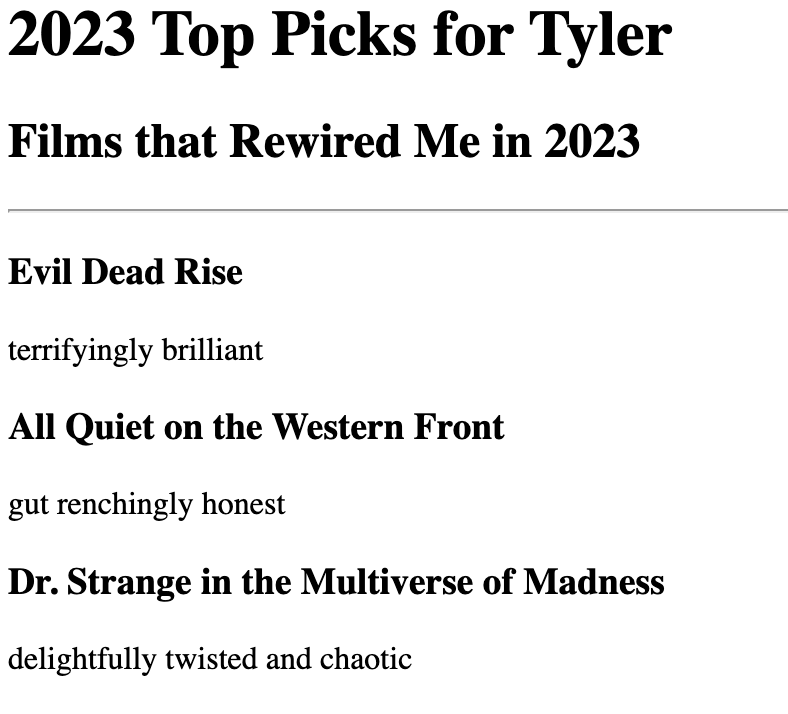 2023 Top Picks for Tyler
Films that Rewired Me in 2023
Evil Dead Rise
terrifyingly brilliant
All Quiet on the Western Front
gut renchingly honest
Dr. Strange in the Multiverse of Madness
delightfully twisted and chaotic